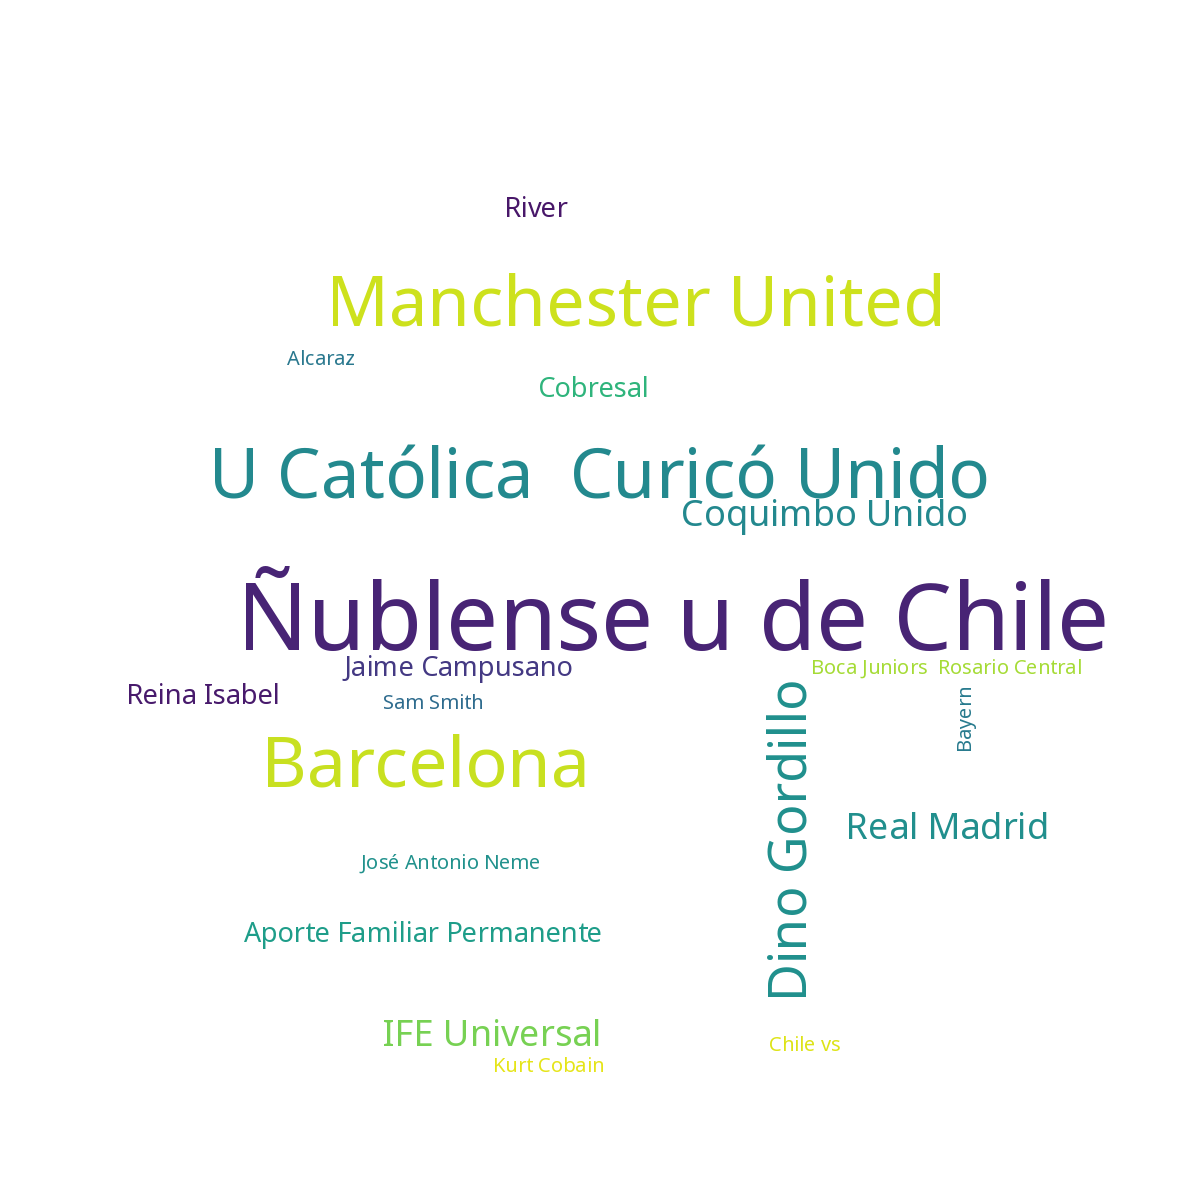 River
Manchester United
Alcaraz
Cobresal
U Católica Curicó Unido
Coquimbo Unido
Ñublense u de Chile
Jaime Campusano
Boca Juniors Rosario Central
Reina Isabel
Sam Smith
Bayern
Dino Gordillo
Barcelona
Real Madrid
José Antonio Neme
Aporte Familiar Permanente
IFE Universal
Chile vs
Kurt Cobain